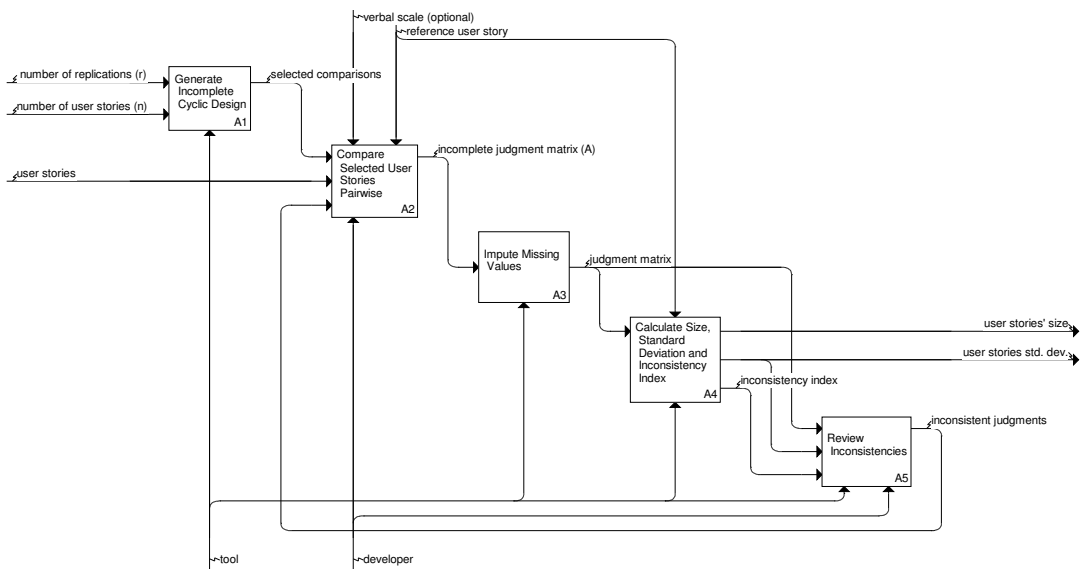 verbal scale (optional)
reference user story
number of replications (r)
number of user stories (n)
Generate
Incomplete
Cyclic Design
A1
selected comparisons
user stories
Compare
Selected User
Stories
Pairwise
A2
incomplete judgment matrix (A)
Impute Missing
Values
A3
judgment matrix
Calculate Size,
Standard
Deviation and
Inconsistency
Index
A4
user stories' size
user stories std. dev.
inconsistency index
Review
Inconsistencies
A5
inconsistent judgments
tool
developer